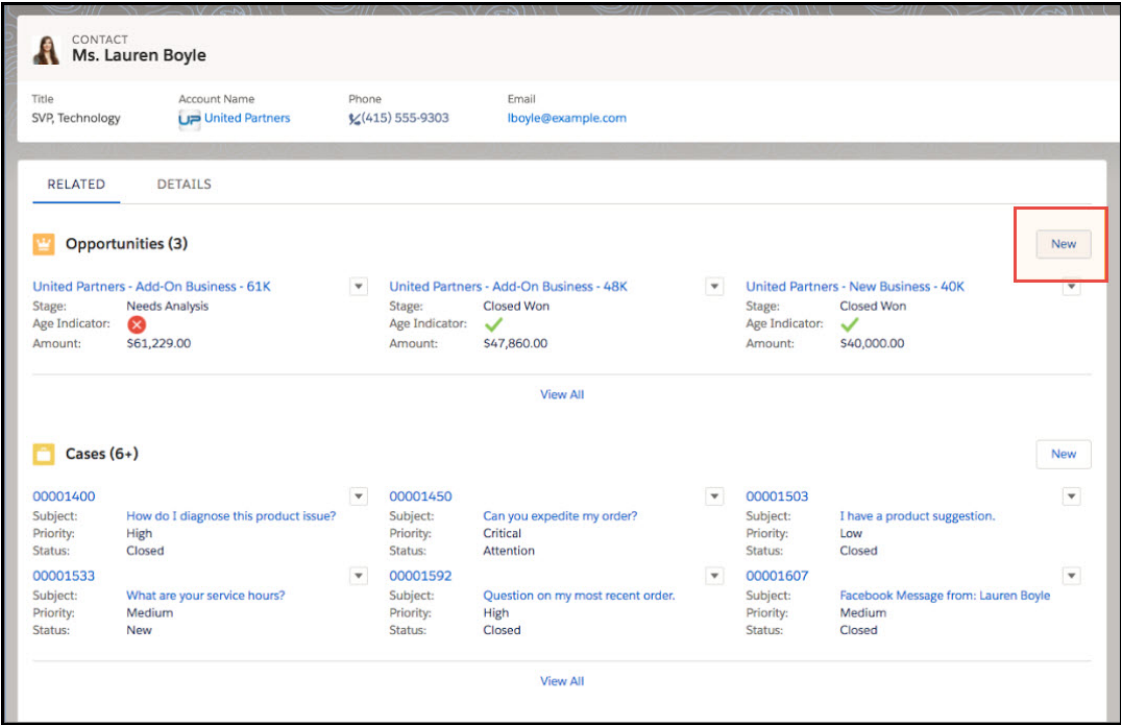 CONTACT
Ms. Lauren Boyle
Title Account Name Phone Email
SVP, Technology UP United Partners (415) 555-9303 lboyle@example.com
RELATED DETAILS
Opportunities (3) New
United Partners - Add-On Business - 61K United Partners - Add-On Business - 48K United Partners - New Business - 40K
Stage: Needs Analysis Stage: Closed Won Stage: Closed Won
Age Indicator: Age Indicator: Age Indicator:
Amount: $61,229.00 Amount: $47,860.00 Amount: $40,000.00
View All
Cases (6+) New
00001400 00001450 00001503
Subject: How do I diagnose this product issue? Subject: Can you expedite my order? Subject: I have a product suggestion.
Priority: High Priority: Critical Priority: Low
Status: Closed Status: Attention Status: Closed
00001533 00001592 00001607
Subject: What are your service hours? Subject: Question on my most recent order. Subject: Facebook Message from: Lauren Boyle
Priority: Medium Priority: High Priority: Medium
Status: New Status: Closed Status: Closed
View All